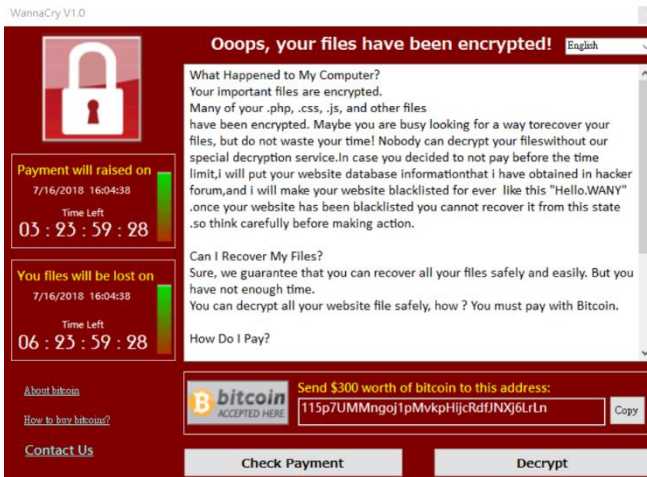 WannaCry V1.0
Ooops, your files have been encrypted!
English
What Happened to My Computer?
Your important files are encrypted.
Many of your .php, .css, .js, and other files
have been encrypted. Maybe you are busy looking for a way torecover your
files, but do not waste your time! Nobody can decrypt your fileswithout our
special decryption service.In case you decided to not pay before the time
limit,i will put your website database informationthat i have obtained in hacker
forum,and i will make your website blacklisted for ever like this "Hello.WANY"
.once your website has been blacklisted you cannot recover it from this state
.so think carefully before making action.
Can I Recover My Files?
Sure, we guarantee that you can recover all your files safely and easily. But you
have not enough time.
You can decrypt all your website file safely, how ? You must pay with Bitcoin.
How Do I Pay?
Payment will raised on
7/16/2018 16:04:38
Time Left
03 : 23 : 59 : 28
You files will be lost on
7/16/2018 16:04:38
Time Left
06 : 23 : 59 : 28
About bitcoin
How to buy bitcoins?
Contact Us
bitcoin
ACCEPTED HERE
Send $300 worth of bitcoin to this address:
115p7UMMngoj1pMvkpHijcRdfJNXj6LrLn
Copy
Check Payment
Decrypt